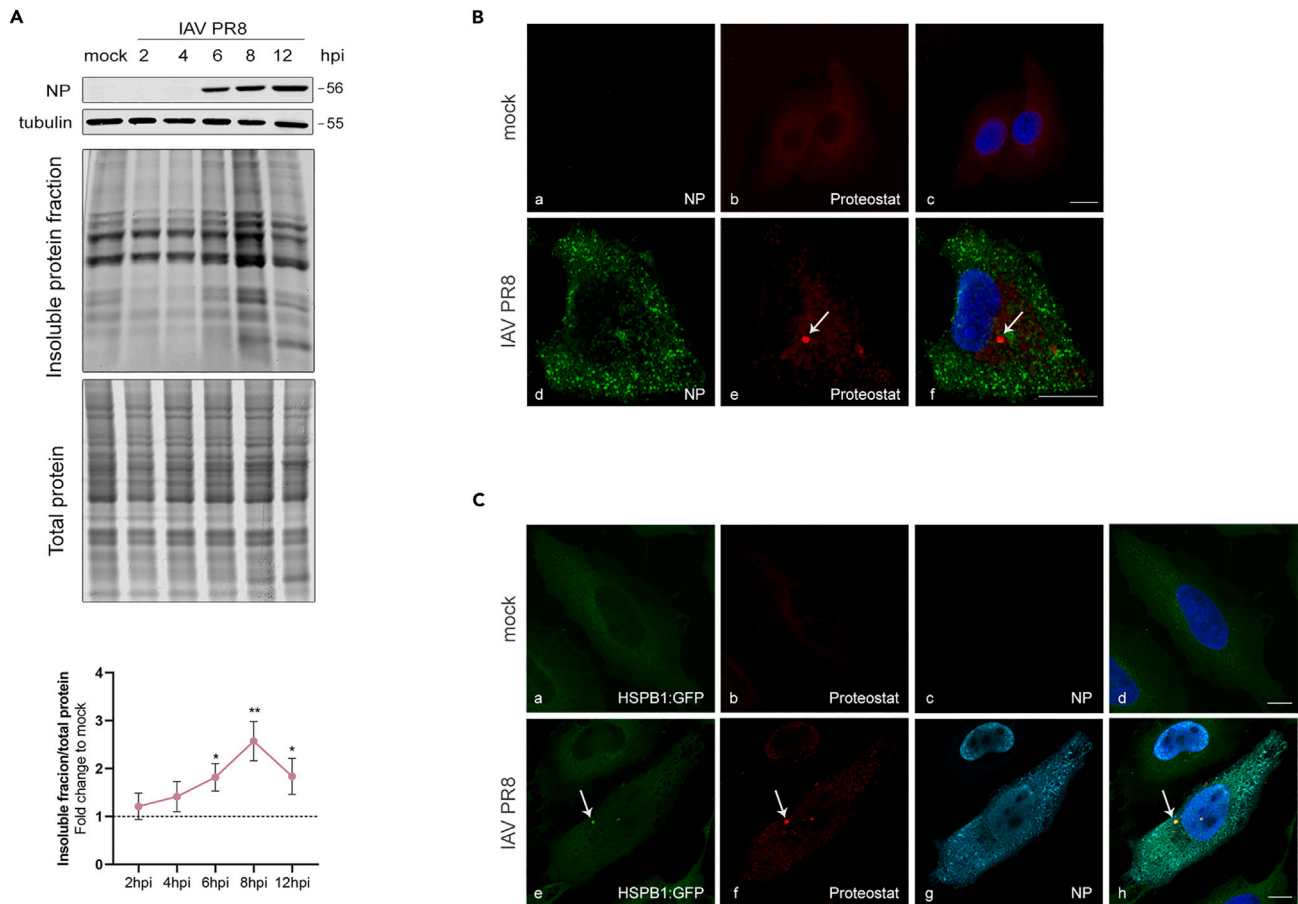 A
IAV PR8
mock 2 4 6 8 12 hpi
NP -56
tubulin -55
Insoluble protein fraction
Total protein
Insoluble fracion/total protein
Fold change to mock
4
3
2
1
0
*
**
*
2hpi 4hpi 6hpi 8hpi 12hpi
B
mock
a NP
b Proteostat
c
IAV PR8
d NP
e Proteostat
f
C
mock
a HSPB1:GFP
b Proteostat
c NP
d
IAV PR8
e HSPB1:GFP
f Proteostat
g NP
h